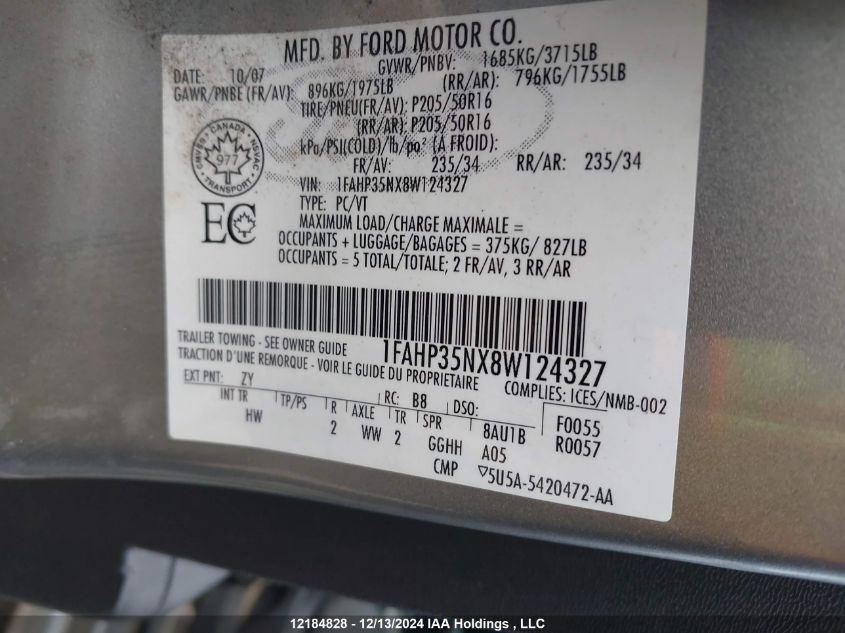 MFD. BY FORD MOTOR CO.
DATE: 10/07 GVWR/PNBV: 1685KG/3715LB
GAWR/PNBE (FR/AV): 896KG/1975LB (RR/AR): 796KG/1755LB
TIRE/PNEU(FR/AV): P205/50R16
(RR/AR): P205/50R16
kPa/PSI(COLD)/lb/po² (A FROID):
FR/AV: 235/34 RR/AR: 235/34
VIN: 1FAHP35NX8W124327
TYPE: PC/VT
CANADA
CMVSS NSVAC
977
TRANSPORT
EC
MAXIMUM LOAD/CHARGE MAXIMALE =
OCCUPANTS + LUGGAGE/BAGAGES = 375KG/ 827LB
OCCUPANTS = 5 TOTAL/TOTALE; 2 FR/AV, 3 RR/AR
TRAILER TOWING - SEE OWNER GUIDE
TRACTION D'UNE REMORQUE - VOIR LE GUIDE DU PROPRIETAIRE
1FAHP35NX8W124327
COMPLIES: ICES/NMB-002
EXT PNT: ZY RC: B8 DSO:
INT TR TP/PS R AXLE TR SPR 8AU1B F0055
HW 2 WW 2 GGHH A05 R0057
CMP ▽5U5A-5420472-AA
12184828 - 12/13/2024 IAA Holdings , LLC